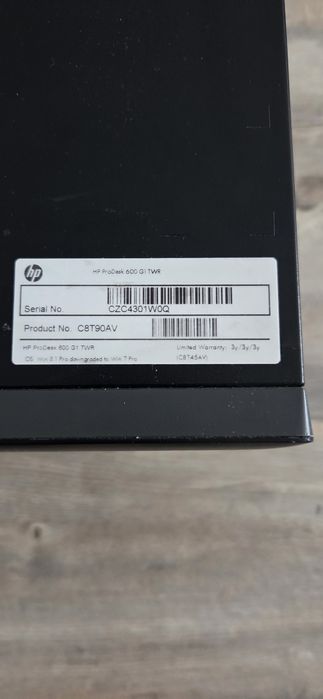 hp
HP ProDesk 600 G1 TWR
Serial No. CZC4301W0Q
Product No. C8T90AV
HP ProDesk 600 G1 TWR Limited Warranty: 3y/3y/3y
OS: Win 8.1 Pro downgraded to Win 7 Pro (C8T45AV)